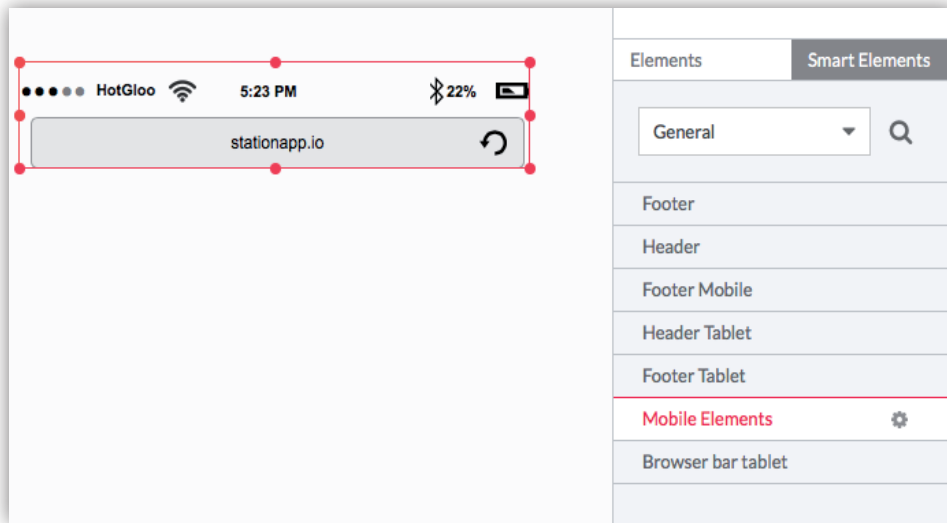 HotGloo 5:23 PM 22%
stationapp.io
Elements Smart Elements
General
Footer
Header
Footer Mobile
Header Tablet
Footer Tablet
Mobile Elements
Browser bar tablet